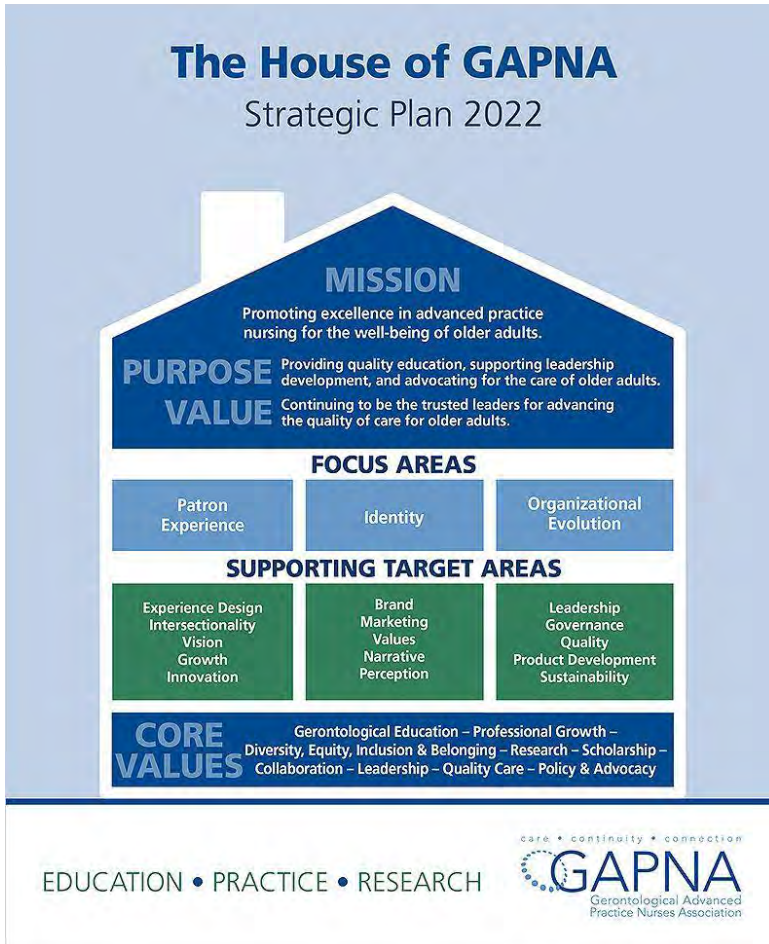 The House of GAPNA
Strategic Plan 2022
MISSION
Promoting excellence in advanced practice
nursing for the well-being of older adults.
PURPOSE
Providing quality education, supporting leadership
development, and advocating for the care of older adults.
VALUE
Continuing to be the trusted leaders for advancing
the quality of care for older adults.
FOCUS AREAS
Patron
Experience
Identity
Organizational
Evolution
SUPPORTING TARGET AREAS
Experience Design
Intersectionality
Vision
Growth
Innovation
Brand
Marketing
Values
Narrative
Perception
Leadership
Governance
Quality
Product Development
Sustainability
CORE
VALUES
Gerontological Education – Professional Growth –
Diversity, Equity, Inclusion & Belonging – Research – Scholarship –
Collaboration – Leadership – Quality Care – Policy & Advocacy
EDUCATION • PRACTICE • RESEARCH
care • continuity • connection
GAPNA
Gerontological Advanced
Practice Nurses Association